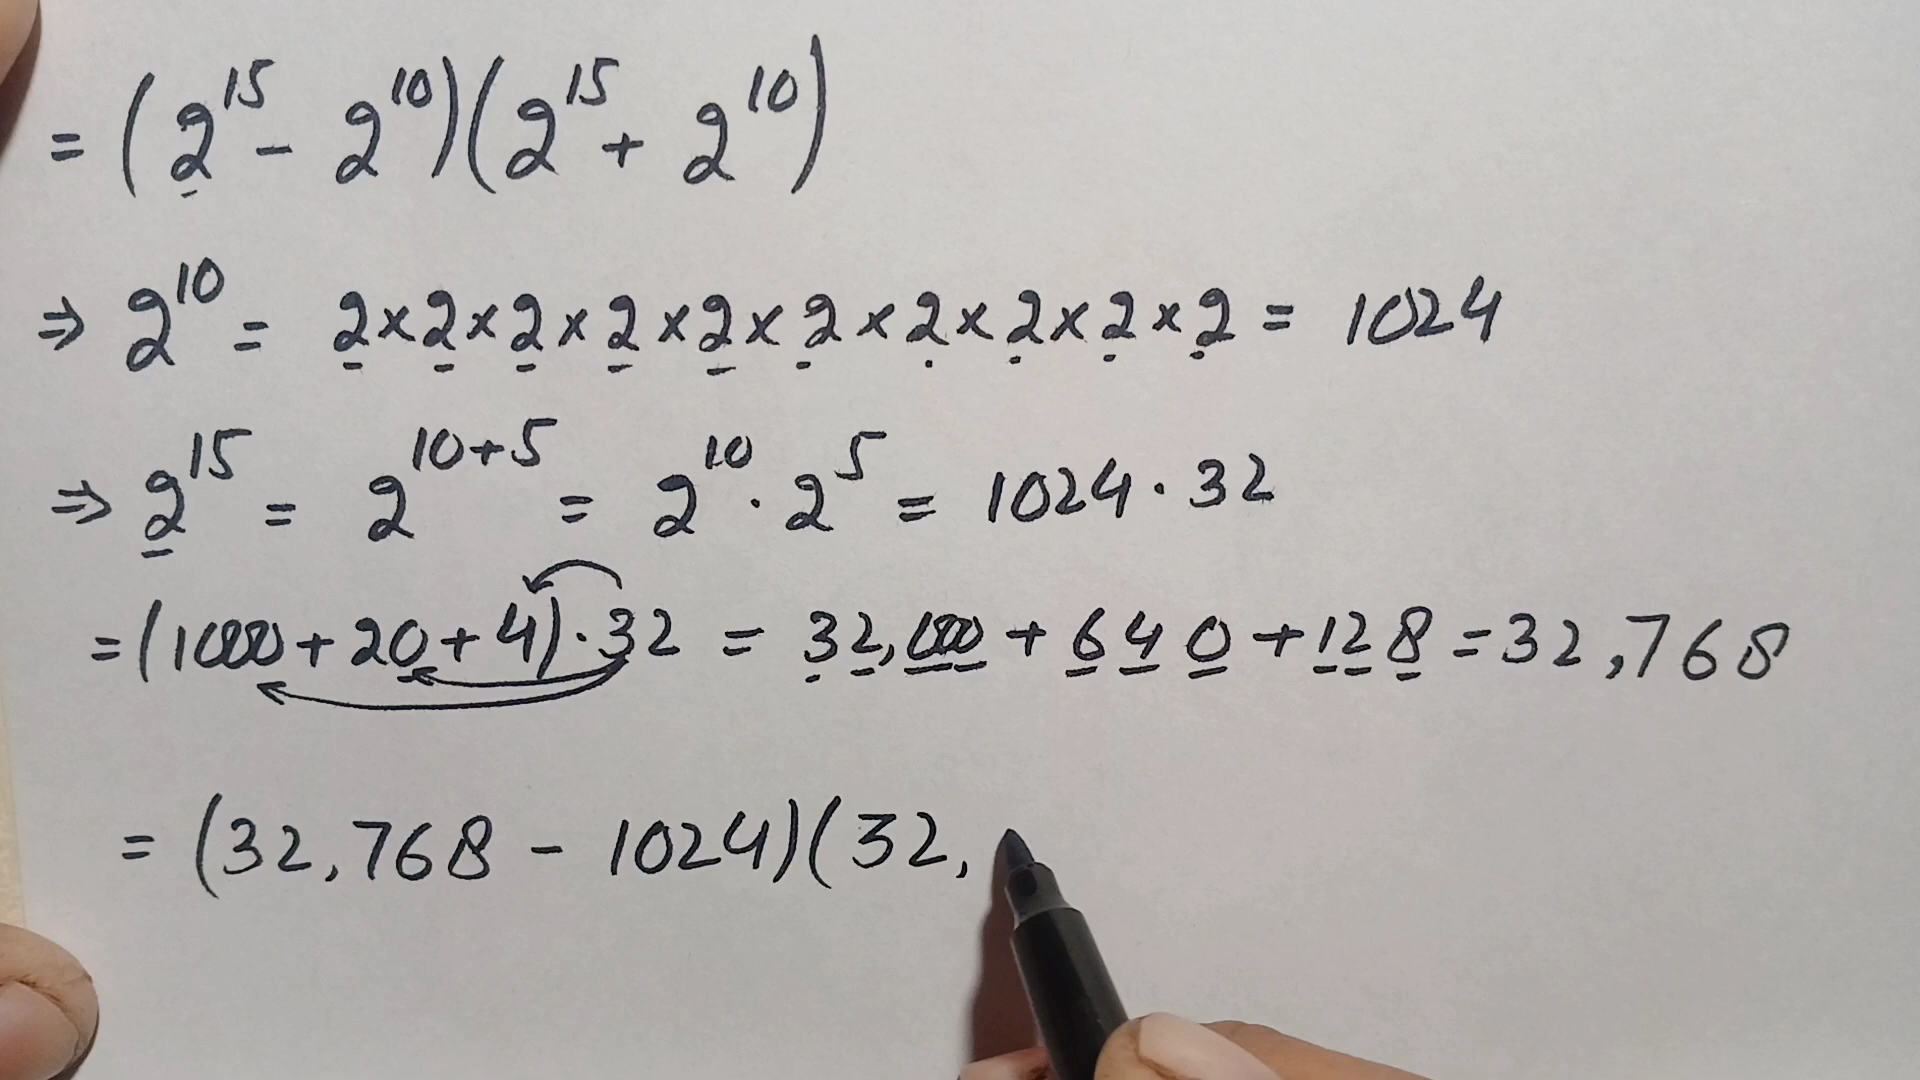 = (2^15 - 2^10)(2^15 + 2^10)
⇒ 2^10 = 2×2×2×2×2×2×2×2×2×2 = 1024
⇒ 2^15 = 2^10+5 = 2^10 · 2^5 = 1024 · 32
= (1000 + 20 + 4) · 32 = 32,000 + 640 + 128 = 32,768
= (32,768 - 1024)(32,